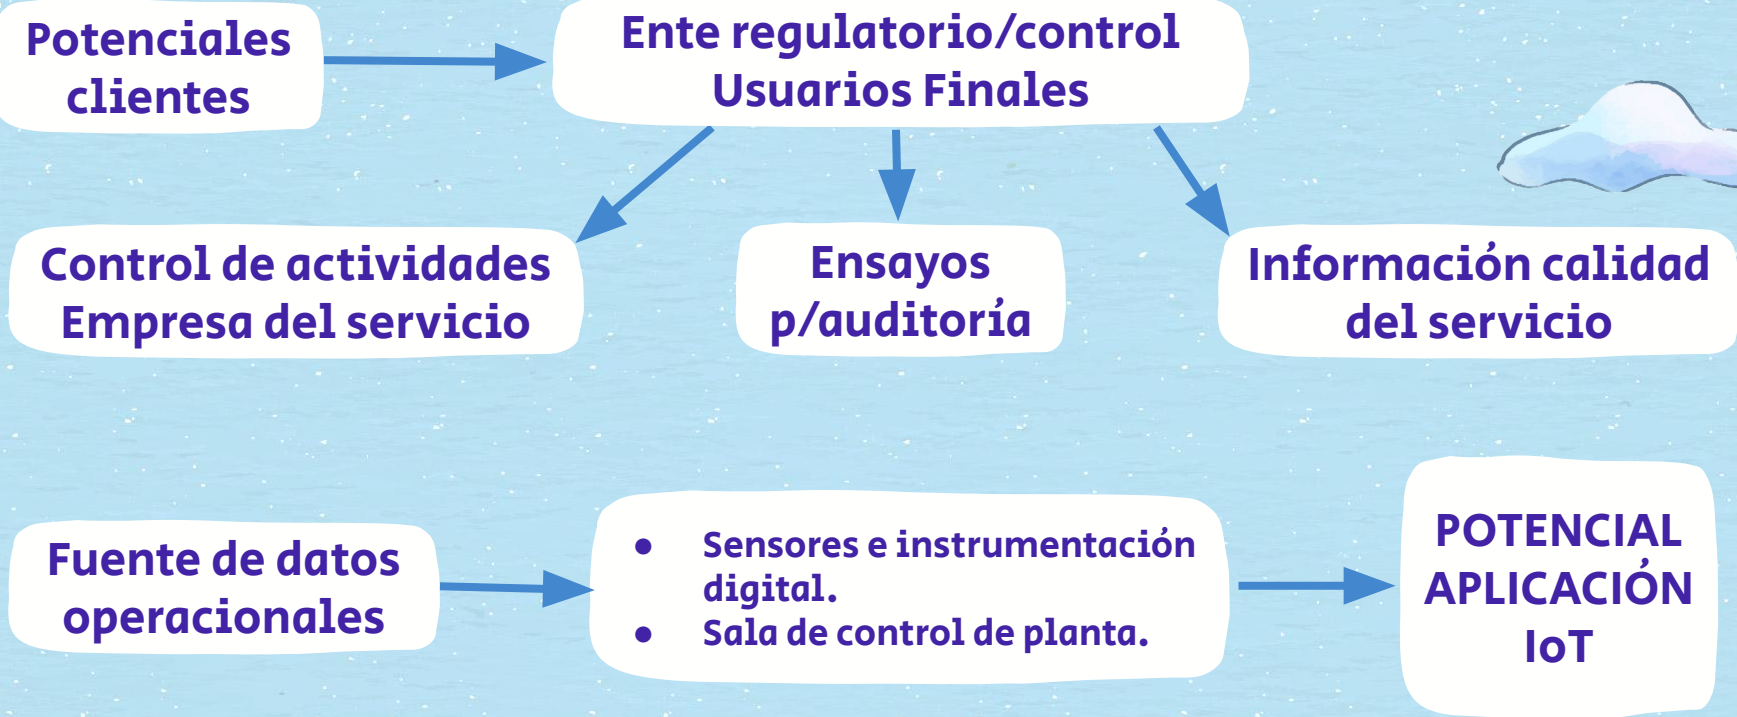 Potenciales
clientes
Ente regulatorio/control
Usuarios Finales
Control de actividades
Empresa del servicio
Ensayos
p/auditoría
Información calidad
del servicio
Fuente de datos
operacionales
● Sensores e instrumentación
digital.
● Sala de control de planta.
POTENCIAL
APLICACIÓN
IoT